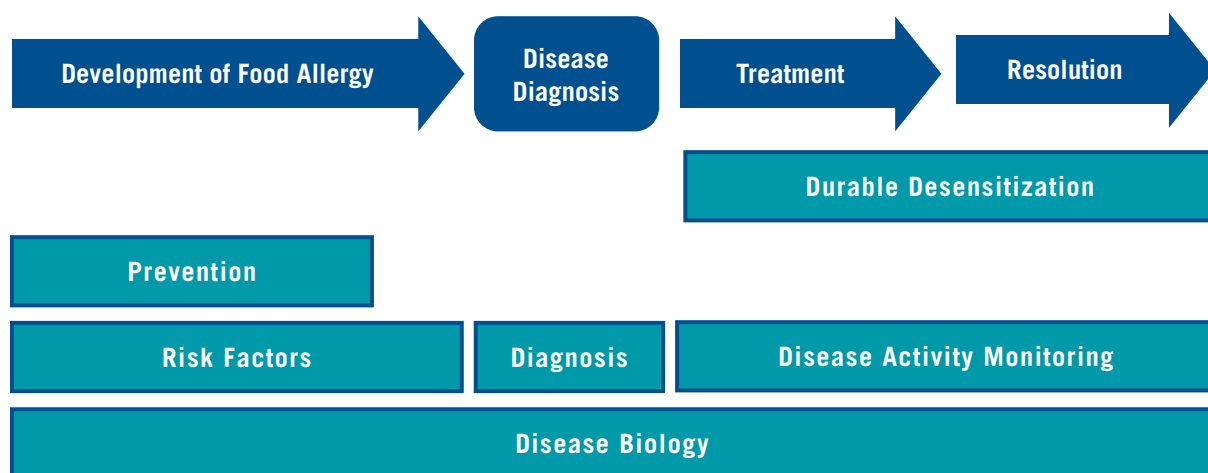 Development of Food Allergy
Disease
Diagnosis
Treatment
Resolution
Durable Desensitization
Prevention
Risk Factors
Diagnosis
Disease Activity Monitoring
Disease Biology